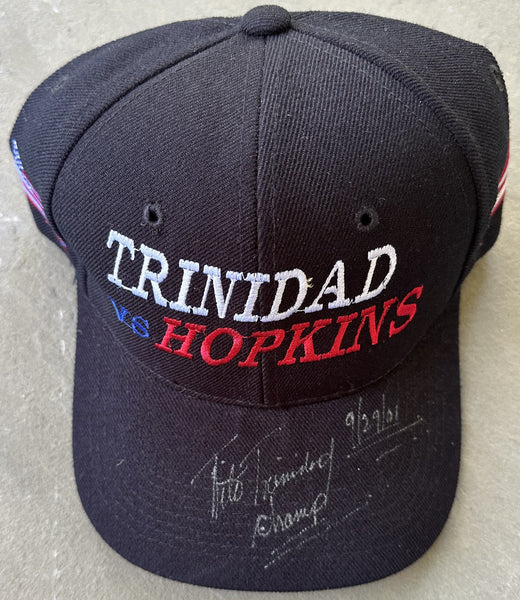 TRINIDAD
VS HOPKINS
9/29/01
Tito Trinidad
Champ